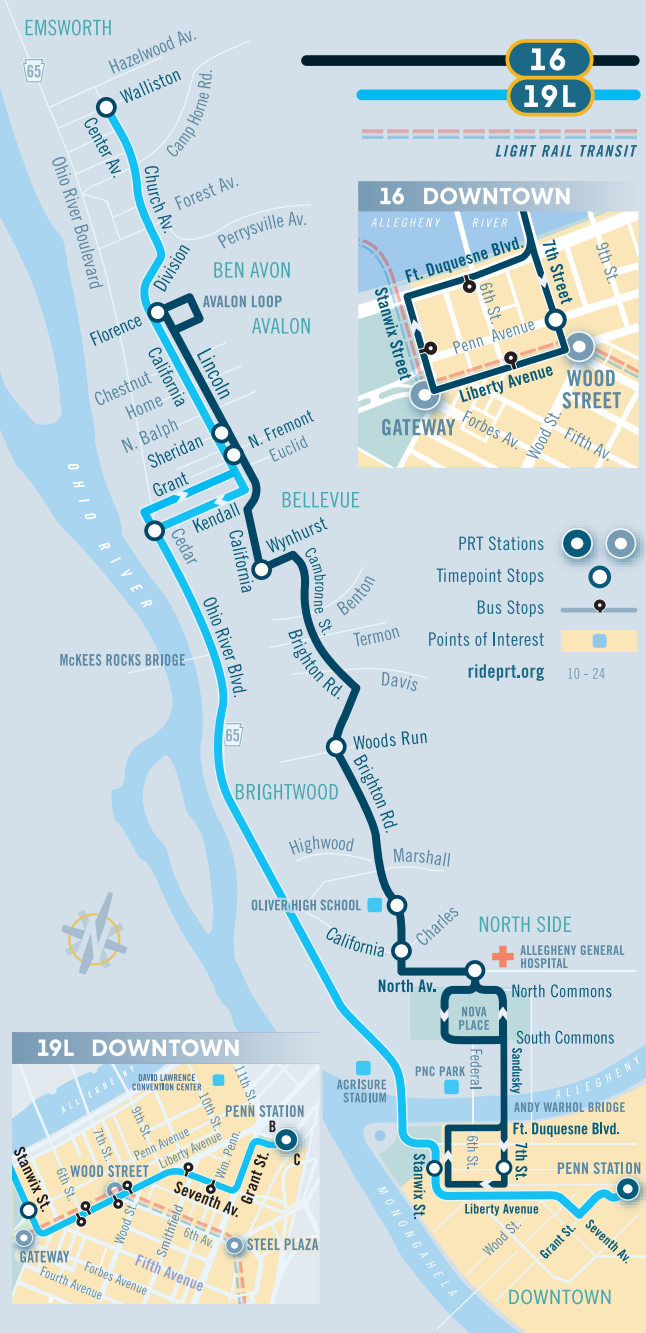 EMSWORTH
65
Hazelwood Av.
Walliston
Camp Home Rd.
Center Av.
Church Av.
Ohio River Boulevard
Forest Av.
Perrysville Av.
Division
BEN AVON
AVALON LOOP
Florence
AVALON
California
Lincoln
Chestnut
Home
N. Balph
Sheridan
N. Fremont
Euclid
Grant
Kendall
Cedar
BELLEVUE
California
Wynhurst
Cambronne St.
Benton
Termon
Davis
Brighton Rd.
OHIO RIVER
Ohio River Blvd.
McKEES ROCKS BRIDGE
65
Woods Run
BRIGHTWOOD
Brighton Rd.
Highwood
Marshall
OLIVER HIGH SCHOOL
Charles
California
NORTH SIDE
ALLEGHENY GENERAL
HOSPITAL
North Av.
North Commons
NOVA
PLACE
South Commons
Federal
Sandusky
PNC PARK
ACRISURE
STADIUM
ALLEGHENY
ANDY WARHOL BRIDGE
Ft. Duquesne Blvd.
6th St.
7th St.
PENN STATION
Stanwix St.
Liberty Avenue
Wood St.
Grant St.
Seventh Av.
MONONGAHELA
DOWNTOWN
N
16
19L
LIGHT RAIL TRANSIT
16 DOWNTOWN
ALLEGHENY RIVER
Ft. Duquesne Blvd.
7th Street
9th St.
Stanwix Street
6th St.
Penn Avenue
Liberty Avenue
WOOD
STREET
GATEWAY
Forbes Av.
Wood St.
Fifth Av.
PRT Stations
Timepoint Stops
Bus Stops
Points of Interest
rideprt.org
10 – 24
19L DOWNTOWN
ALLEGHENY
DAVID LAWRENCE
CONVENTION CENTER
11th St.
10th St.
9th St.
7th St.
6th St.
PENN STATION
B
C
Penn Avenue
Liberty Avenue
Wm. Penn.
Grant St.
WOOD STREET
Stanwix St.
Seventh Av.
Wood St.
Smithfield
6th Av.
STEEL PLAZA
GATEWAY
Fifth Avenue
Forbes Avenue
Fourth Avenue